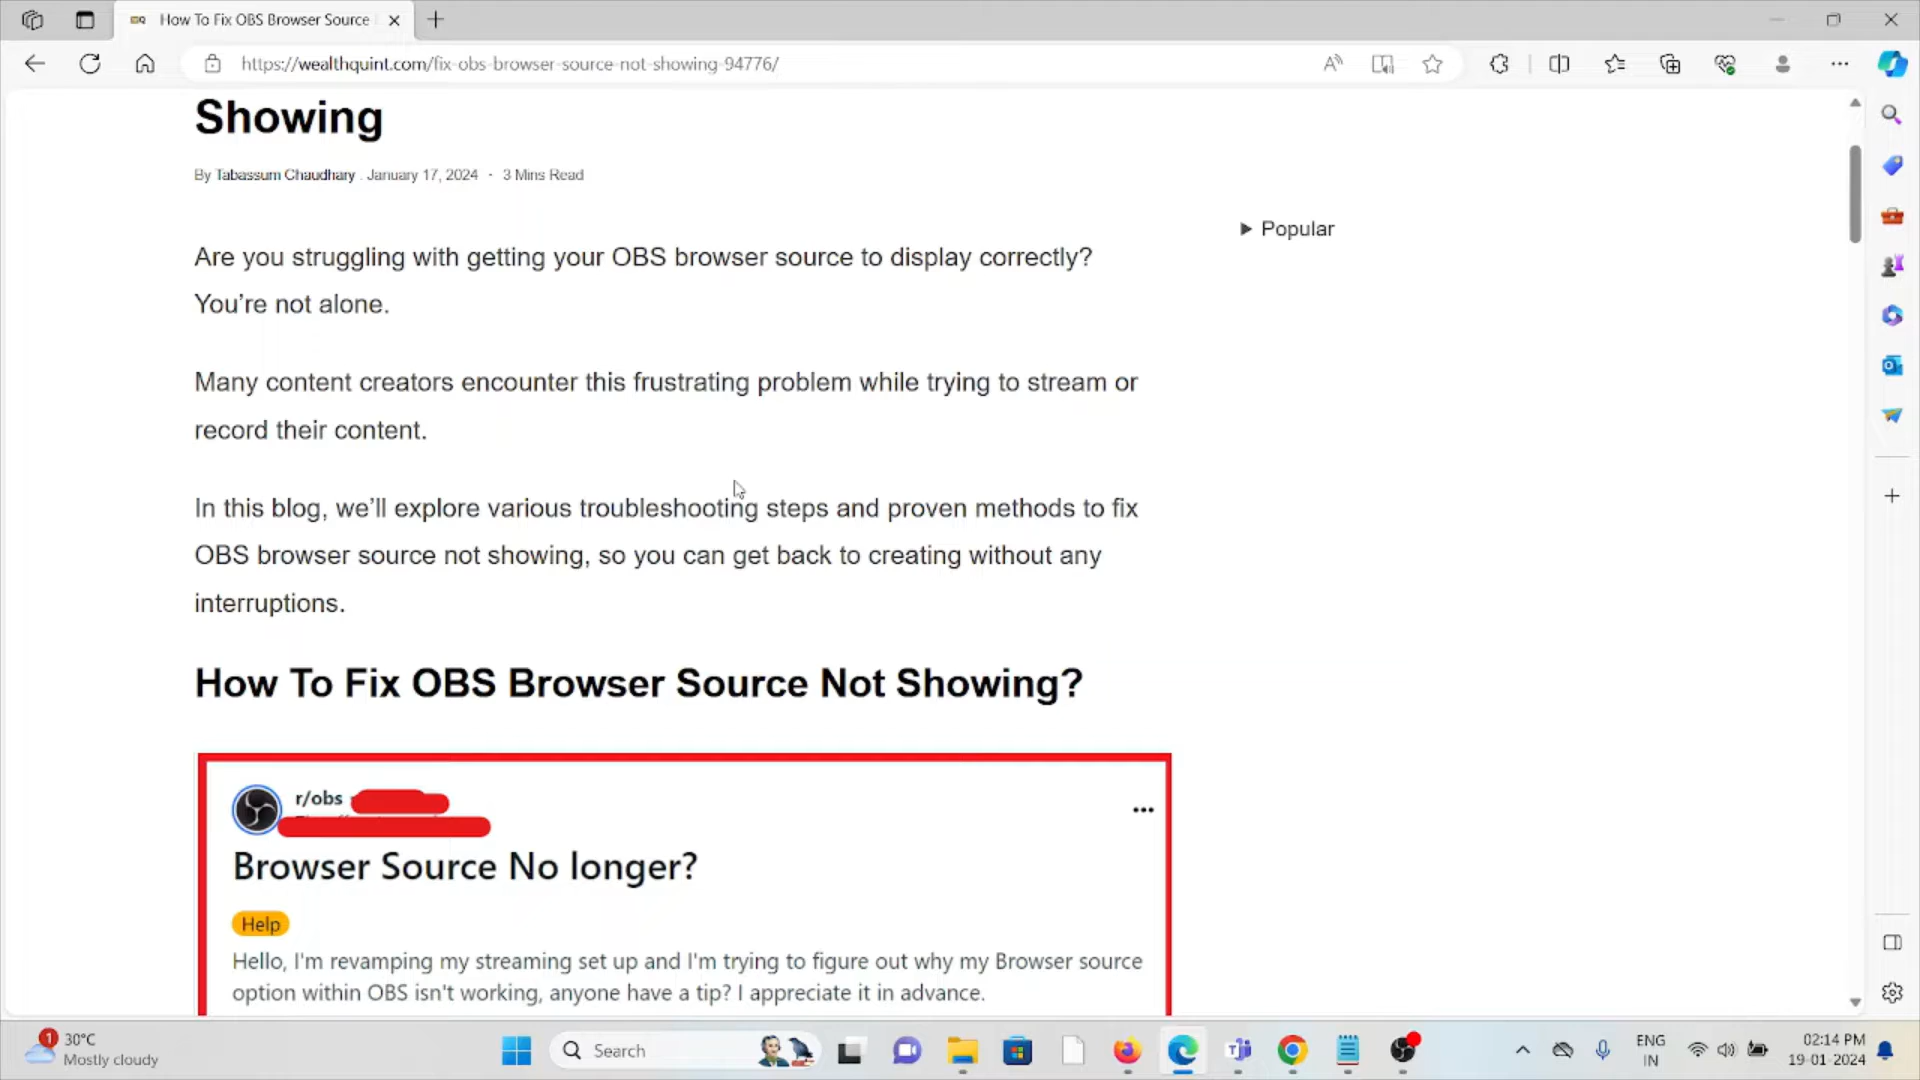 How To Fix OBS Browser Source
https://wealthquint.com/fix-obs-browser-source-not-showing-94776/
Showing
By Tabassum Chaudhary . January 17, 2024 · 3 Mins Read
Popular
Are you struggling with getting your OBS browser source to display correctly?
You’re not alone.
Many content creators encounter this frustrating problem while trying to stream or
record their content.
In this blog, we’ll explore various troubleshooting steps and proven methods to fix
OBS browser source not showing, so you can get back to creating without any
interruptions.
How To Fix OBS Browser Source Not Showing?
r/obs
Browser Source No longer?
Help
Hello, I'm revamping my streaming set up and I'm trying to figure out why my Browser source
option within OBS isn't working, anyone have a tip? I appreciate it in advance.
1
30°C
Mostly cloudy
Search
ENG
IN
02:14 PM
19-01-2024